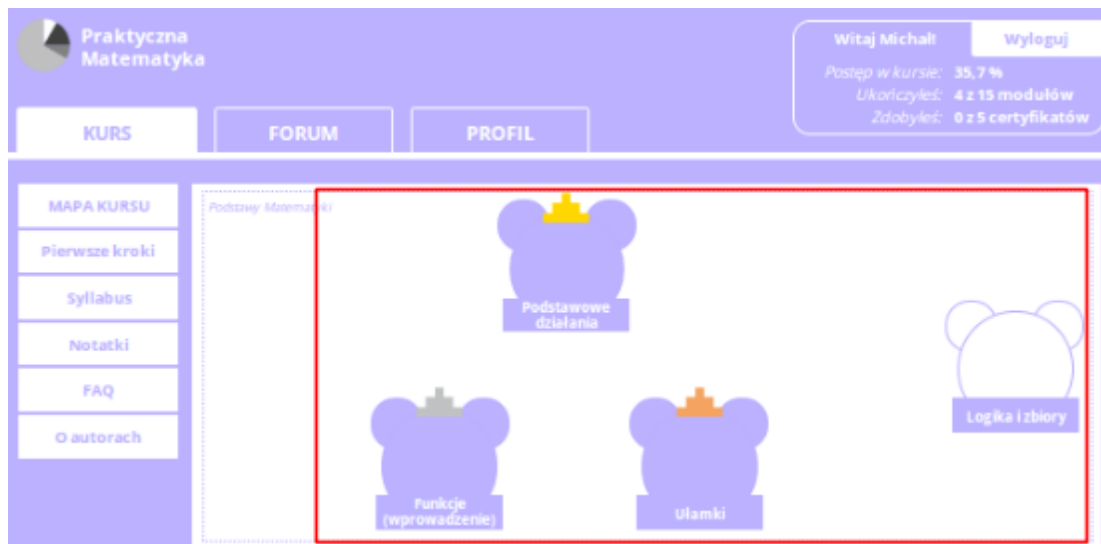 Praktyczna
Matematyka
Witaj Michał!
Wyloguj
Postęp w kursie: 35,7 %
Ukończyłeś: 4 z 15 modułów
Zdobyłeś: 0 z 5 certyfikatów
KURS
FORUM
PROFIL
MAPA KURSU
Pierwsze kroki
Syllabus
Notatki
FAQ
O autorach
Podstawy Matematyki
Podstawowe
działania
Logika i zbiory
Funkcje
(wprowadzenie)
Ułamki